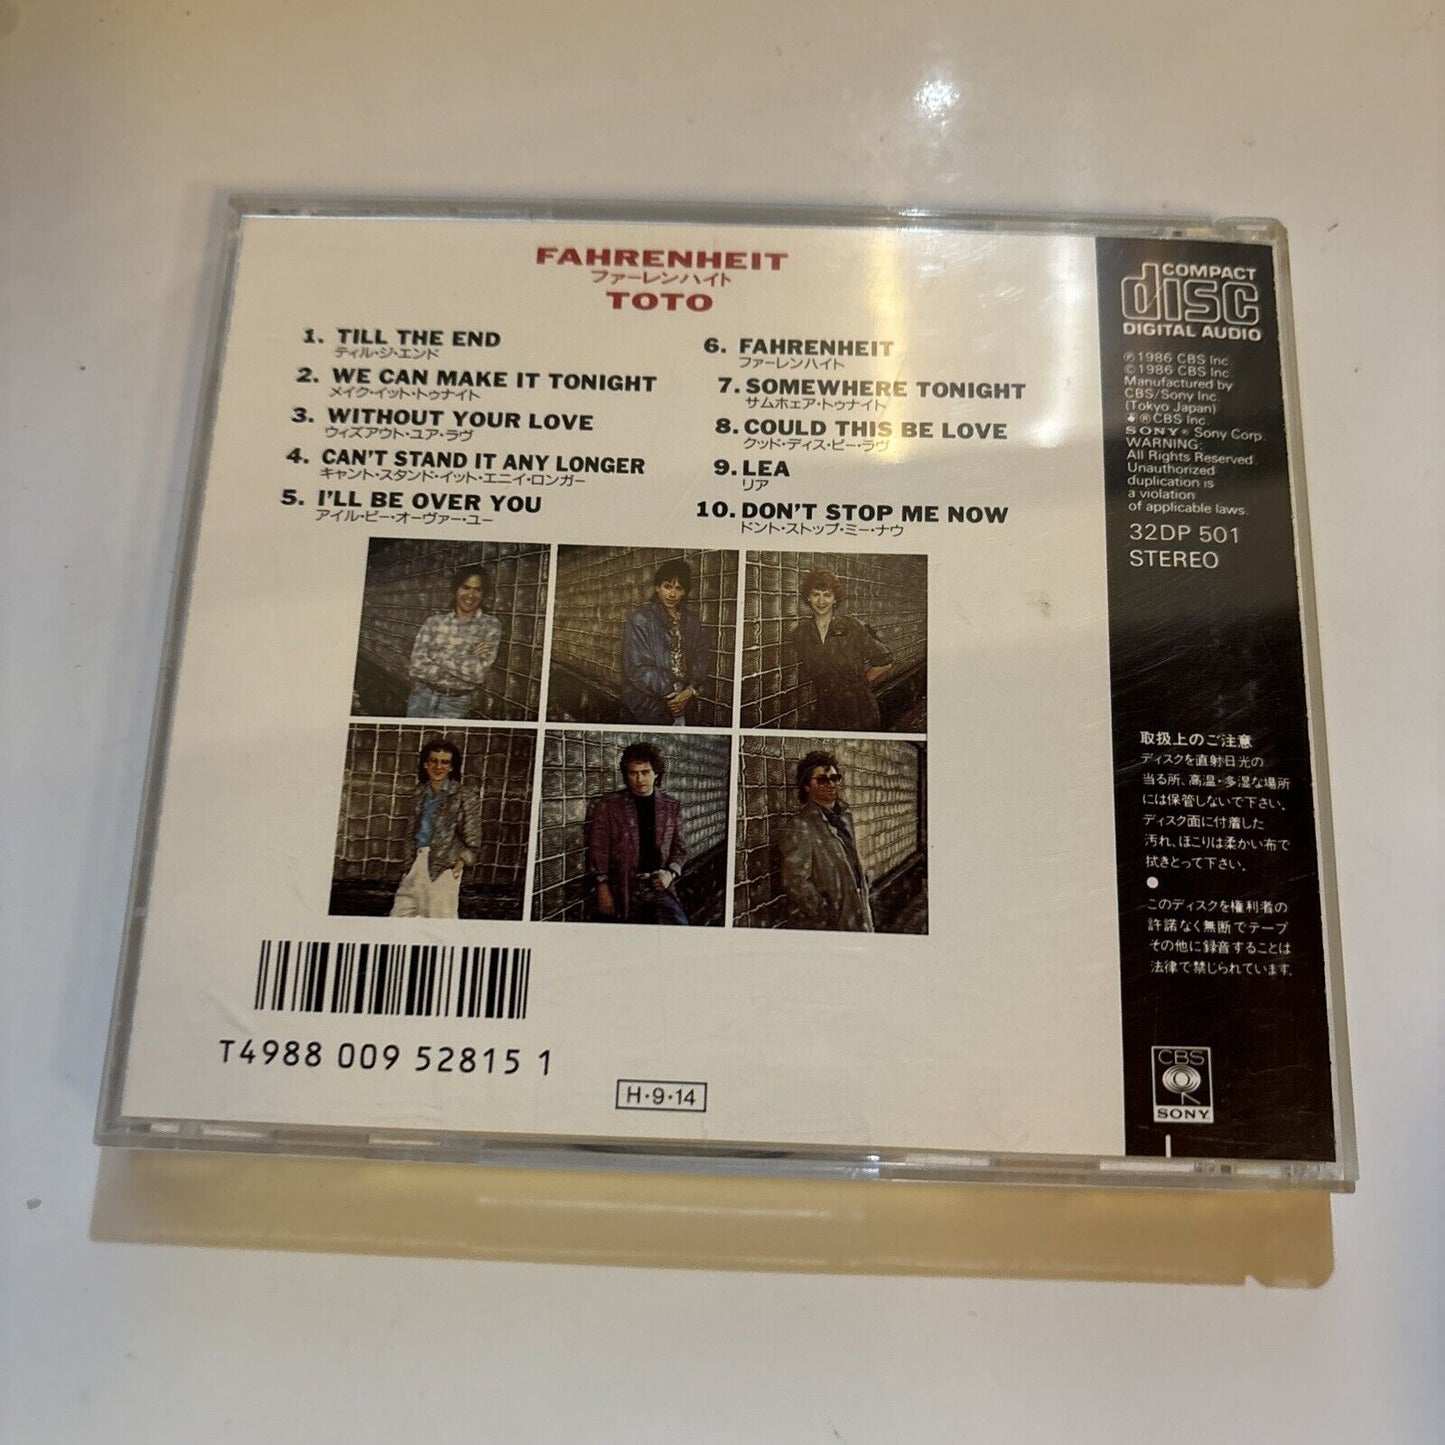 FAHRENHEIT
ファーレンハイト
TOTO
1. TILL THE END
ティル・ジ・エンド
2. WE CAN MAKE IT TONIGHT
メイク・イット・トゥナイト
3. WITHOUT YOUR LOVE
ウィズアウト・ユア・ラヴ
4. CAN'T STAND IT ANY LONGER
キャント・スタンド・イット・エニイ・ロンガー
5. I'LL BE OVER YOU
アイル・ビー・オーヴァー・ユー
6. FAHRENHEIT
ファーレンハイト
7. SOMEWHERE TONIGHT
サムホェア・トゥナイト
8. COULD THIS BE LOVE
クッド・ディス・ビー・ラヴ
9. LEA
リア
10. DON'T STOP ME NOW
ドント・ストップ・ミー・ナウ
T4988 009 52815 1
H・9・14
COMPACT
disc
DIGITAL AUDIO
℗1986 CBS Inc.
©1986 CBS Inc.
Manufactured by
CBS/Sony Inc.
(Tokyo Japan)
®CBS Inc.
SONY® Sony Corp.
WARNING:
All Rights Reserved.
Unauthorized
duplication is
a violation
of applicable laws.
32DP 501
STEREO
取扱上のご注意
ディスクを直射日光の
当る所、高温・多湿な場所
には保管しないで下さい。
ディスク面に付着した
汚れ、ほこりは柔かい布で
拭きとって下さい。
●
このディスクを権利者の
許諾なく無断でテープ
その他に録音することは
法律で禁じられています。
CBS
SONY